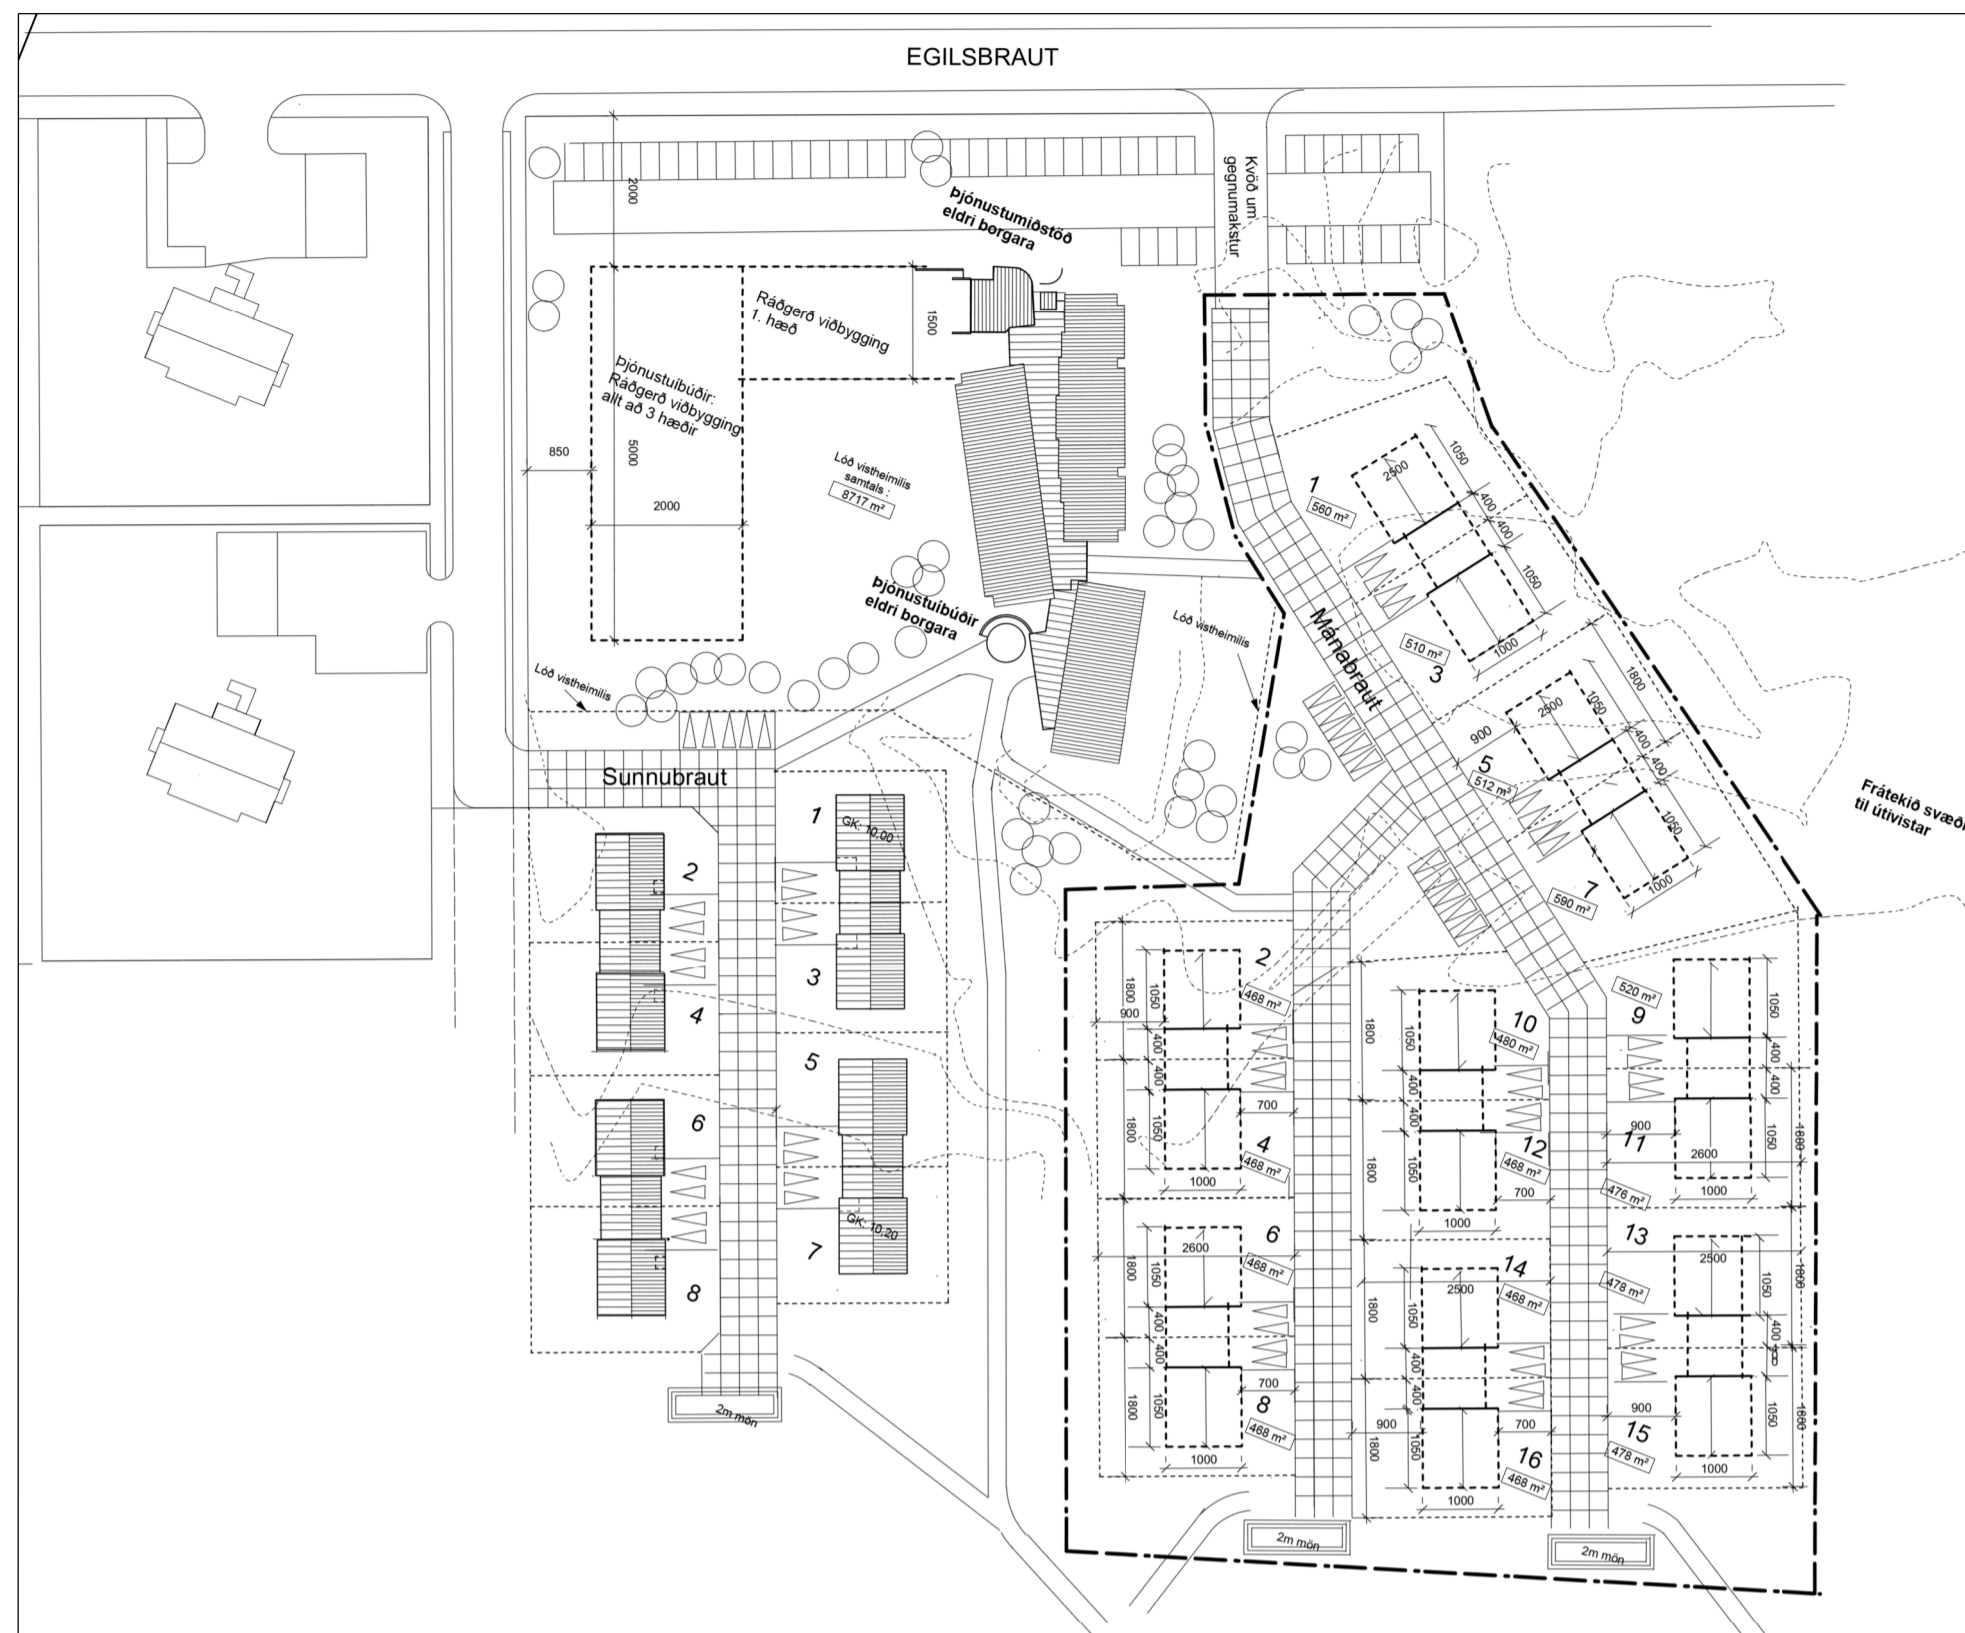 EGILSBRAUT
Kvöð um
gegnumakstur
2000
Þjónustumiðstöð
eldri borgara
Ráðgerð viðbygging
1. hæð
1500
Þjónustuíbúðir:
Ráðgerð viðbygging
allt að 3 hæðir
5000
850
2000
Lóð vistheimilis
samtals :
8717 m²
Þjónustuíbúðir
eldri borgara
Lóð vistheimilis
Lóð vistheimilis
Mánabraut
Sunnubraut
1
GK: 10,00
2
3
4
5
6
7
GK: 10,20
8
2m mön
1
560 m²
2500
1050
400
400
1050
1000
510 m²
3
1800
900
2500
1050
400
400
1050
1000
5
512 m²
7
590 m²
Frátekið svæði
til útivistar
2
468 m²
1800
1050
900
400
400
1050
1800
700
4
468 m²
1000
6
468 m²
2600
1800
1050
400
400
1050
1800
700
8
468 m²
1000
2m mön
10
480 m²
1800
1050
400
400
1050
1800
12
468 m²
700
1000
14
468 m²
2500
1800
1050
400
400
1050
1800
900
700
16
468 m²
1000
2m mön
520 m²
9
1050
400
400
1050
1800
900
11
2600
476 m²
1000
13
478 m²
2500
1050
1800
400
400
900
1050
1800
15
478 m²
1000